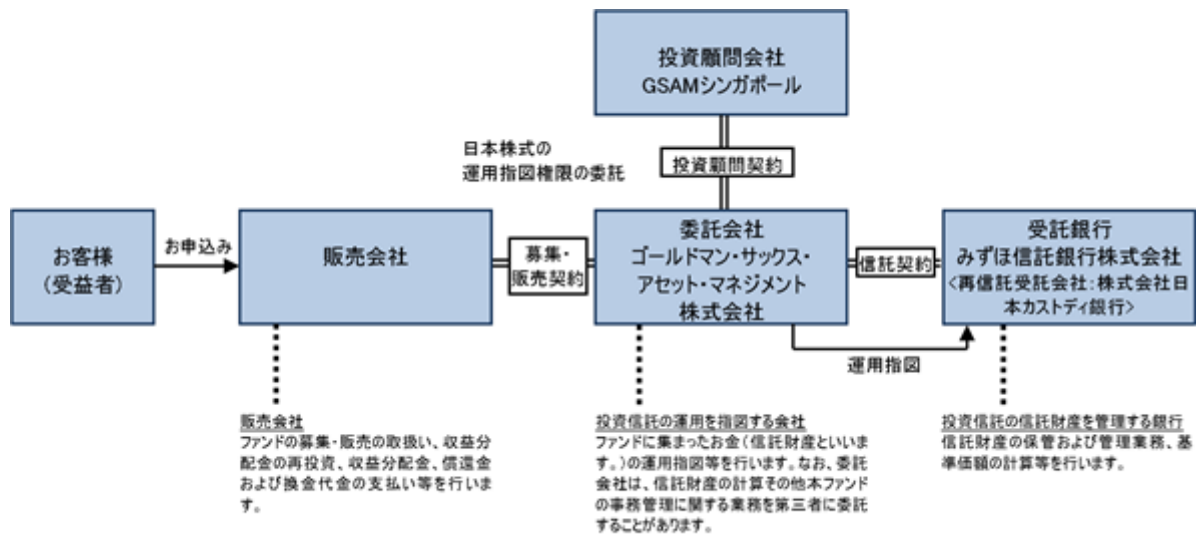 投資顧問会社
GSAMシンガポール
日本株式の
運用指図権限の委託
投資顧問契約
お客様
(受益者)
お申込み
販売会社
募集・
販売契約
委託会社
ゴールドマン・サックス・
アセット・マネジメント
株式会社
信託契約
受託銀行
みずほ信託銀行株式会社
<再信託受託会社:株式会社日
本カストディ銀行>
運用指図
販売会社
ファンドの募集・販売の取扱い、収益分
配金の再投資、収益分配金、償還金
および換金代金の支払い等を行いま
す。
投資信託の運用を指図する会社
ファンドに集まったお金(信託財産といいま
す。)の運用指図等を行います。なお、委託
会社は、信託財産の計算その他本ファンド
の事務管理に関する業務を第三者に委託
することがあります。
投資信託の信託財産を管理する銀行
信託財産の保管および管理業務、基
準価額の計算等を行います。